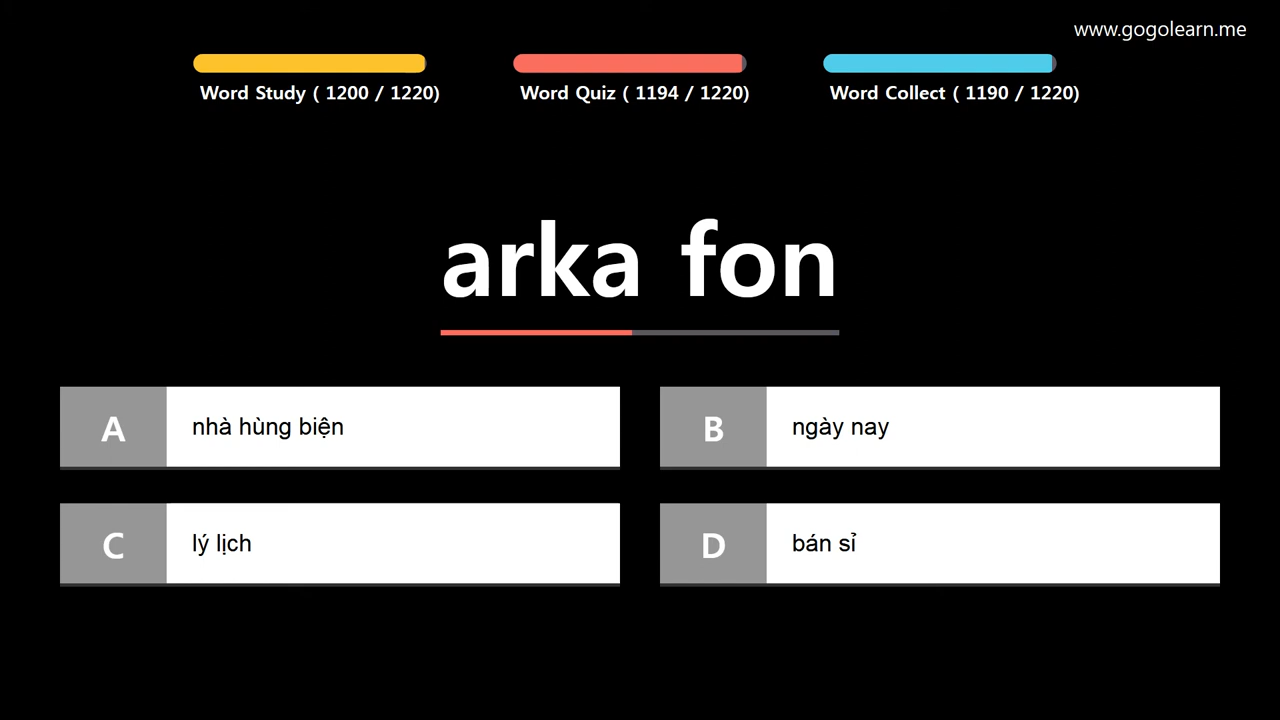 www.gogolearn.me
Word Study ( 1200 / 1220)
Word Quiz ( 1194 / 1220)
Word Collect ( 1190 / 1220)
arka fon
A
nhà hùng biện
B
ngày nay
C
lý lịch
D
bán sỉ